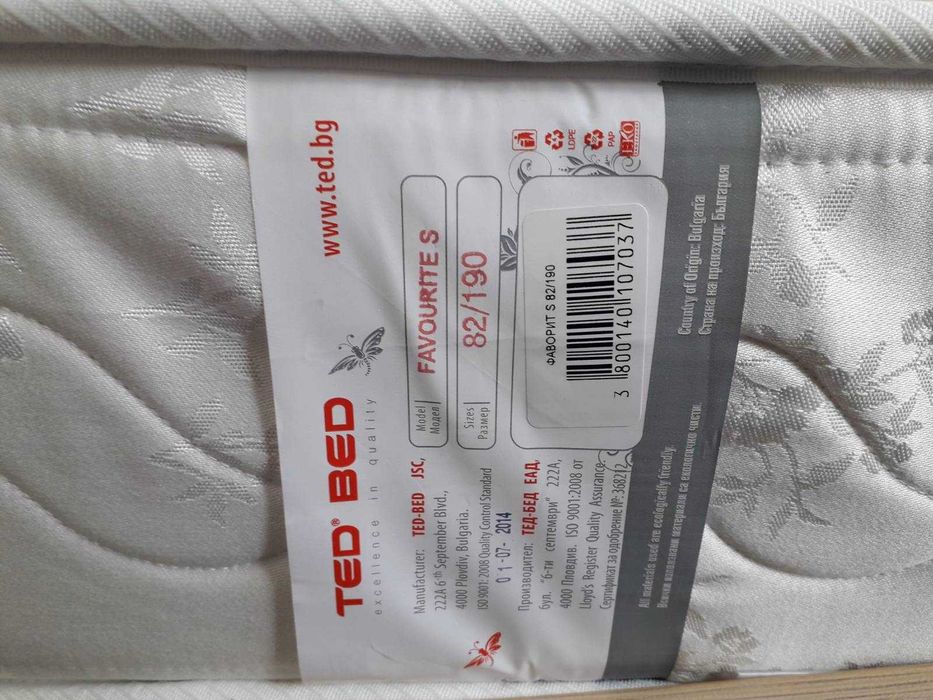 TED® BED
excellence in quality
www.ted.bg
Manufacturer: TED-BED JSC,
222A 6th September Blvd.,
4000 Plovdiv, Bulgaria.
ISO 9001: 2008 Quality Control Standard
01-07- 2014
Производител: ТЕД-БЕД ЕАД,
бул. "6-ти септември" 222А,
4000 Пловдив. ISO 9001:2008 от
Lloyd's Register Quality Assurance
Сертификат за одобрение №:
Model
Модел
FAVOURITE S
Sizes
Размер
82/190
ФАВОРИТ S 82/190
3 800140 107037
LDPE
PAP
EKO
All materials used are ecologically friendly.
Всички използвани материали са екологично чисти.
Country of Origin: Bulgaria
Страна на произход: България